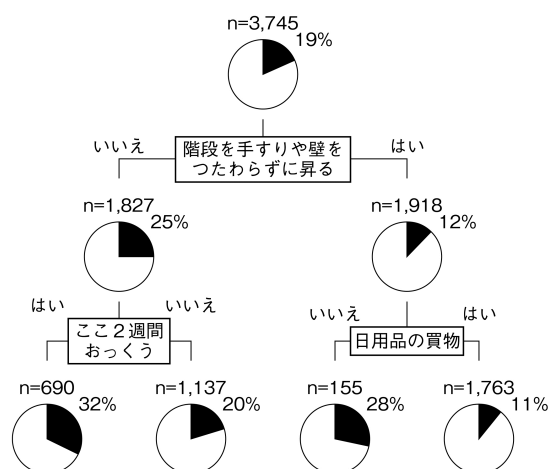 n=3,745
19%
いいえ
階段を手すりや壁を
つたわらずに昇る
はい
n=1,827
25%
n=1,918
12%
はい
ここ２週間
おっくう
いいえ
いいえ
日用品の買物
はい
n=690
32%
n=1,137
20%
n=155
28%
n=1,763
11%